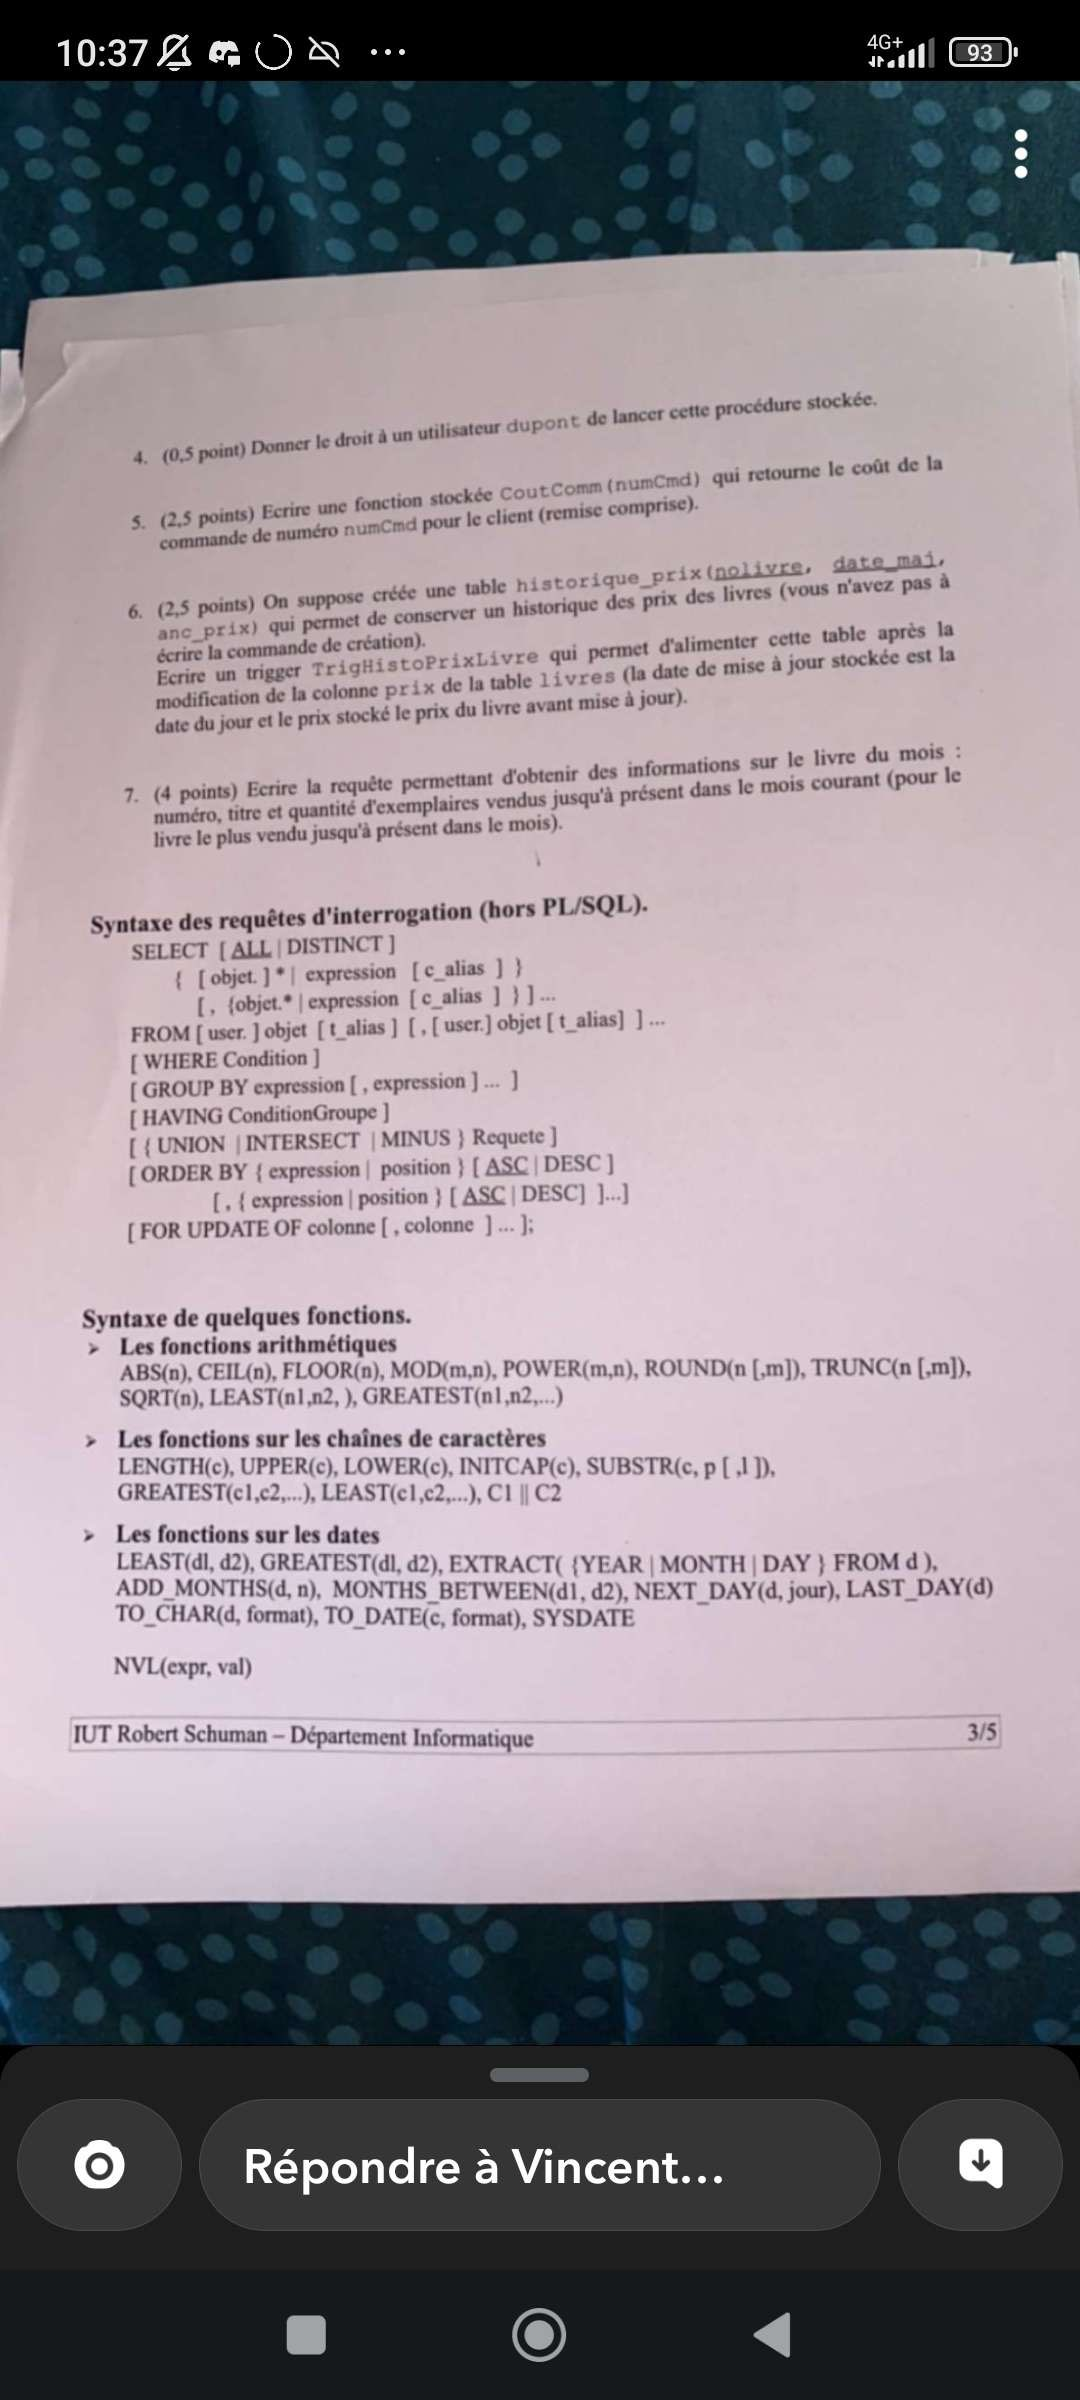 10:37
4G+
93
4. (0,5 point) Donner le droit à un utilisateur dupont de lancer cette procédure stockée.
5. (2,5 points) Ecrire une fonction stockée CoutComm(numCmd) qui retourne le coût de la
commande de numéro numCmd pour le client (remise comprise).
6. (2,5 points) On suppose créée une table historique_prix(nolivre, date_maj,
anc_prix) qui permet de conserver un historique des prix des livres (vous n'avez pas à
écrire la commande de création).
Ecrire un trigger TrigHistoPrixLivre qui permet d'alimenter cette table après la
modification de la colonne prix de la table livres (la date de mise à jour stockée est la
date du jour et le prix stocké le prix du livre avant mise à jour).
7. (4 points) Ecrire la requête permettant d'obtenir des informations sur le livre du mois :
numéro, titre et quantité d'exemplaires vendus jusqu'à présent dans le mois courant (pour le
livre le plus vendu jusqu'à présent dans le mois).
Syntaxe des requêtes d'interrogation (hors PL/SQL).
SELECT [ ALL | DISTINCT ]
{ [ objet. ] * | expression [ c_alias ] }
[ , {objet.* | expression [ c_alias ] } ] ...
FROM [ user. ] objet [ t_alias ] [ , [ user.] objet [ t_alias] ] ...
[ WHERE Condition ]
[ GROUP BY expression [ , expression ] ... ]
[ HAVING ConditionGroupe ]
[ { UNION | INTERSECT | MINUS } Requete ]
[ ORDER BY { expression | position } [ ASC | DESC ]
[ , { expression | position } [ ASC | DESC] ]...]
[ FOR UPDATE OF colonne [ , colonne ] ... ];
Syntaxe de quelques fonctions.
➢ Les fonctions arithmétiques
ABS(n), CEIL(n), FLOOR(n), MOD(m,n), POWER(m,n), ROUND(n [,m]), TRUNC(n [,m]),
SQRT(n), LEAST(n1,n2, ), GREATEST(n1,n2,...)
➢ Les fonctions sur les chaînes de caractères
LENGTH(c), UPPER(c), LOWER(c), INITCAP(c), SUBSTR(c, p [ ,l ]),
GREATEST(c1,c2,...), LEAST(c1,c2,...), C1 || C2
➢ Les fonctions sur les dates
LEAST(dl, d2), GREATEST(dl, d2), EXTRACT( {YEAR | MONTH | DAY } FROM d ),
ADD_MONTHS(d, n), MONTHS_BETWEEN(d1, d2), NEXT_DAY(d, jour), LAST_DAY(d)
TO_CHAR(d, format), TO_DATE(c, format), SYSDATE
NVL(expr, val)
IUT Robert Schuman – Département Informatique 3/5
Répondre à Vincent...